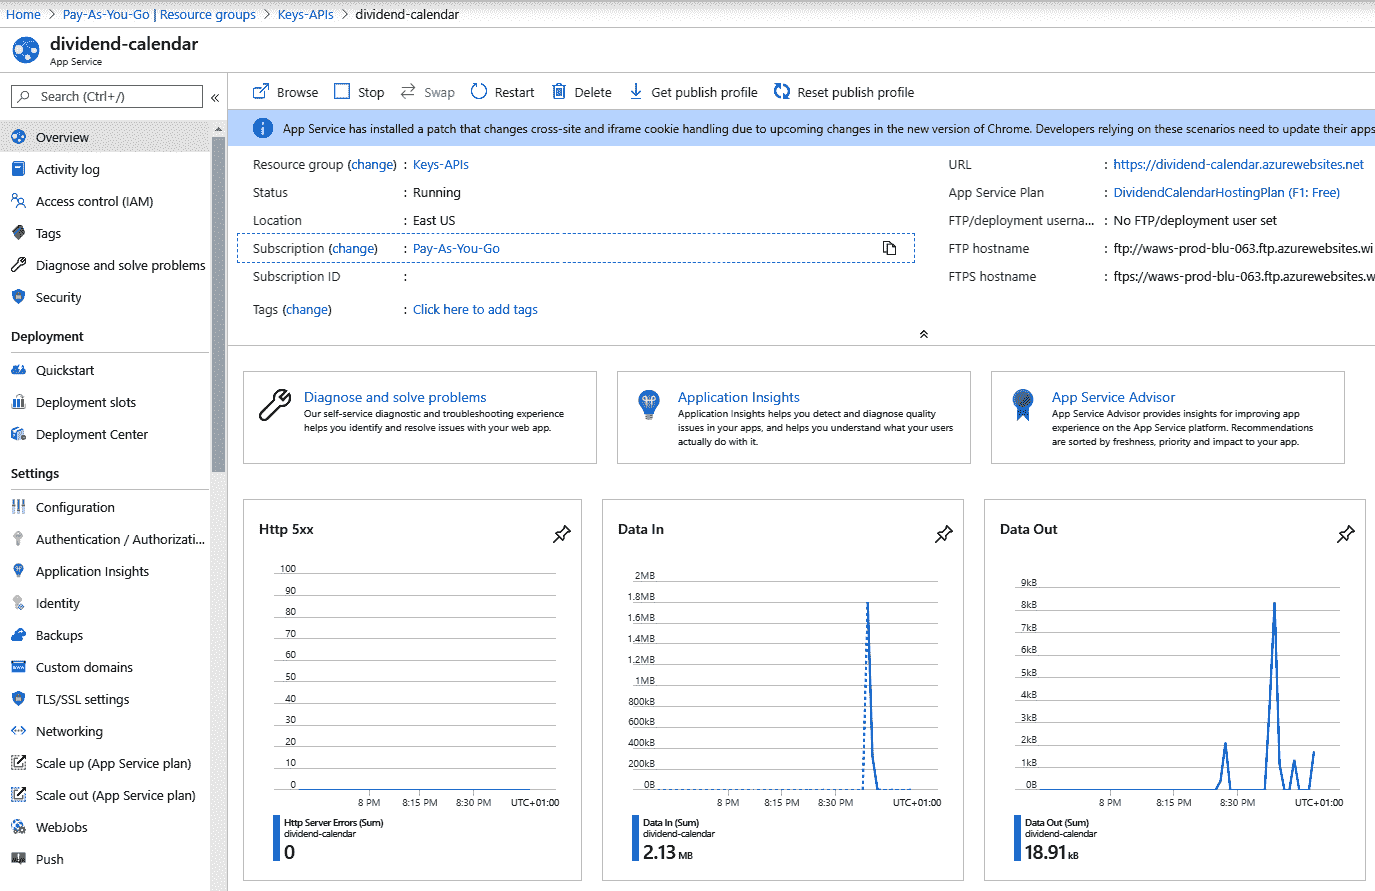 Home > Pay-As-You-Go | Resource groups > Keys-APIs > dividend-calendar
dividend-calendar
App Service
Search (Ctrl+/)
«
Overview
Activity log
Access control (IAM)
Tags
Diagnose and solve problems
Security
Deployment
Quickstart
Deployment slots
Deployment Center
Settings
Configuration
Authentication / Authorizati...
Application Insights
Identity
Backups
Custom domains
TLS/SSL settings
Networking
Scale up (App Service plan)
Scale out (App Service plan)
WebJobs
Push
Browse Stop Swap Restart Delete Get publish profile Reset publish profile
App Service has installed a patch that changes cross-site and iframe cookie handling due to upcoming changes in the new version of Chrome. Developers relying on these scenarios need to update their apps
Resource group (change) : Keys-APIs
Status : Running
Location : East US
Subscription (change) : Pay-As-You-Go
Subscription ID :
Tags (change) : Click here to add tags
URL : https://dividend-calendar.azurewebsites.net
App Service Plan : DividendCalendarHostingPlan (F1: Free)
FTP/deployment userna... : No FTP/deployment user set
FTP hostname : ftp://waws-prod-blu-063.ftp.azurewebsites.wi
FTPS hostname : ftps://waws-prod-blu-063.ftp.azurewebsites.w
Diagnose and solve problems
Our self-service diagnostic and troubleshooting experience
helps you identify and resolve issues with your web app.
Application Insights
Application Insights helps you detect and diagnose quality
issues in your apps, and helps you understand what your users
actually do with it.
App Service Advisor
App Service Advisor provides insights for improving app
experience on the App Service platform. Recommendations
are sorted by freshness, priority and impact to your app.
Http 5xx
100
90
80
70
60
50
40
30
20
10
0
8 PM 8:15 PM 8:30 PM UTC+01:00
Http Server Errors (Sum)
dividend-calendar
0
Data In
2MB
1.8MB
1.6MB
1.4MB
1.2MB
1MB
800kB
600kB
400kB
200kB
0B
8 PM 8:15 PM 8:30 PM UTC+01:00
Data In (Sum)
dividend-calendar
2.13 MB
Data Out
9kB
8kB
7kB
6kB
5kB
4kB
3kB
2kB
1kB
0B
8 PM 8:15 PM 8:30 PM UTC+01:00
Data Out (Sum)
dividend-calendar
18.91 kB